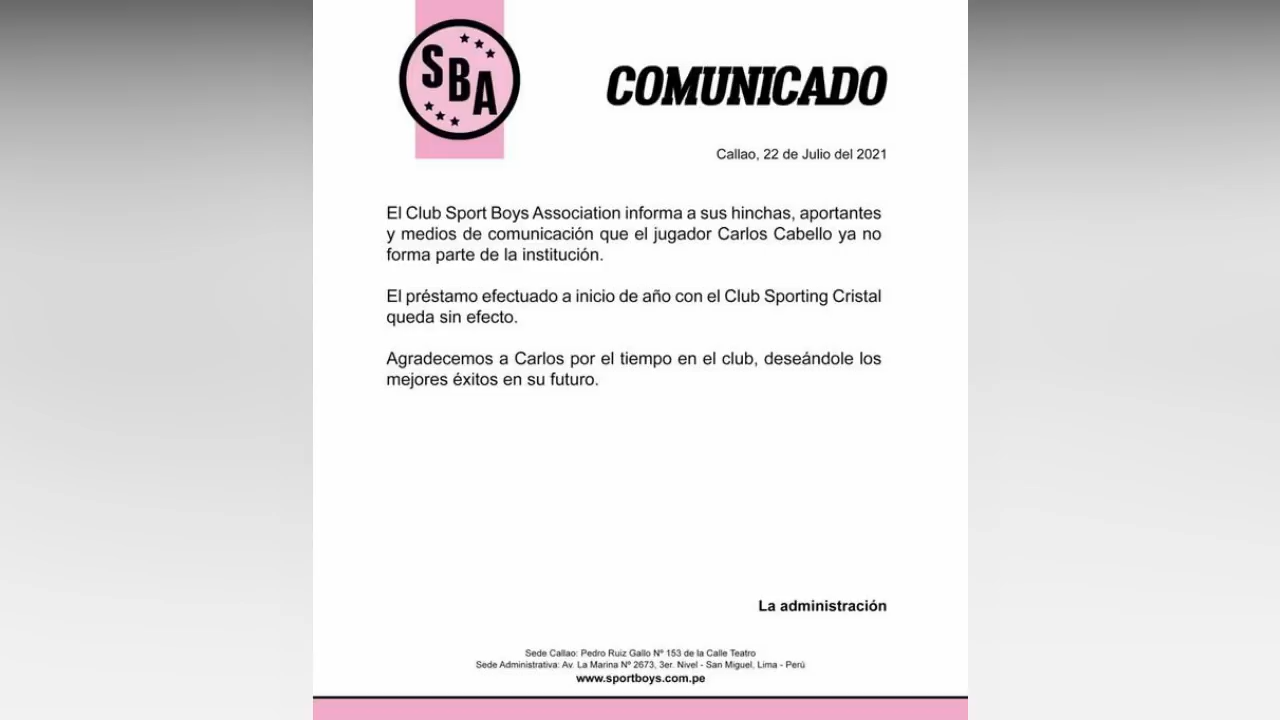 SBA
COMUNICADO
Callao, 22 de Julio del 2021
El Club Sport Boys Association informa a sus hinchas, aportantes
y medios de comunicación que el jugador Carlos Cabello ya no
forma parte de la institución.
El préstamo efectuado a inicio de año con el Club Sporting Cristal
queda sin efecto.
Agradecemos a Carlos por el tiempo en el club, deseándole los
mejores éxitos en su futuro.
La administración
Sede Callao: Pedro Ruiz Gallo Nº 153 de la Calle Teatro
Sede Administrativa: Av. La Marina Nº 2673, 3er. Nivel - San Miguel, Lima - Perú
www.sportboys.com.pe